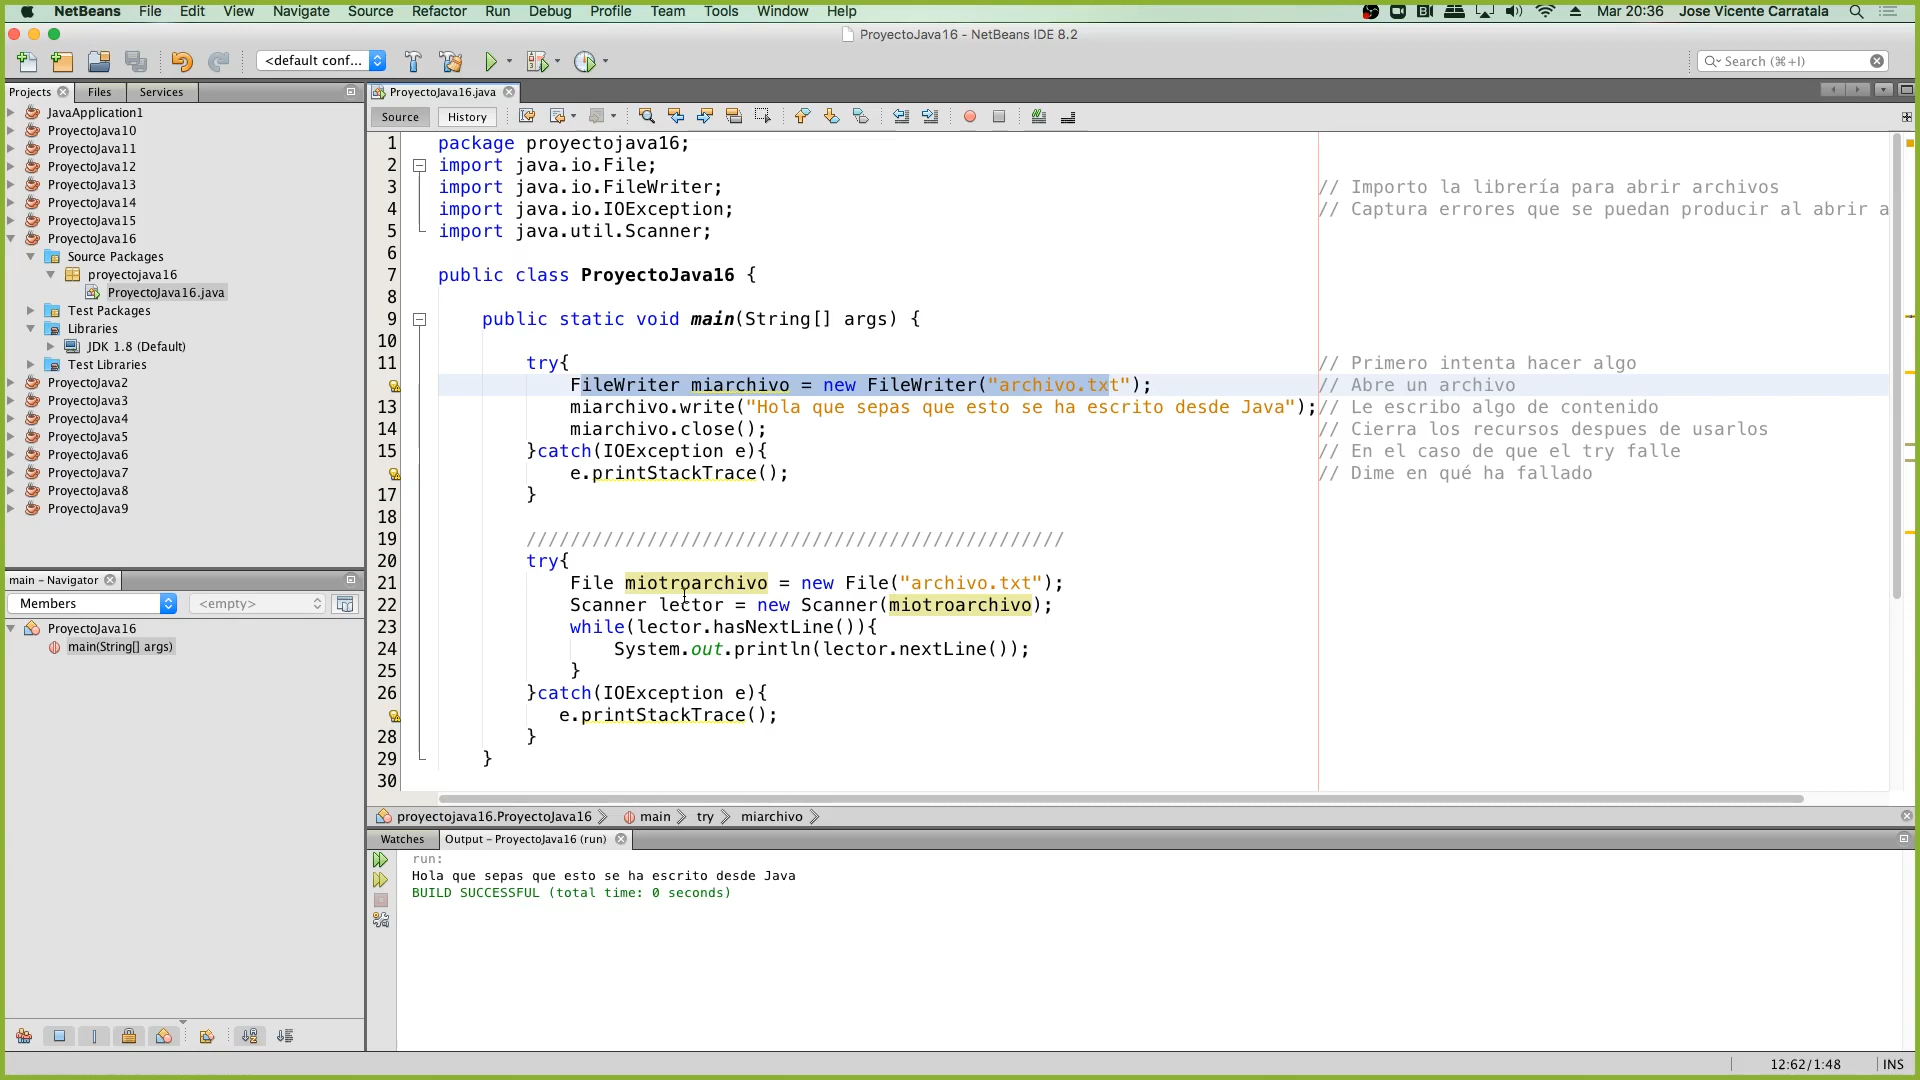 NetBeans File Edit View Navigate Source Refactor Run Debug Profile Team Tools Window Help Mar 20:36 Jose Vicente Carratala
ProyectoJava16 - NetBeans IDE 8.2
<default conf... Search (⌘+I)
Projects Files Services
JavaApplication1
ProyectoJava10
ProyectoJava11
ProyectoJava12
ProyectoJava13
ProyectoJava14
ProyectoJava15
ProyectoJava16
Source Packages
proyectojava16
ProyectoJava16.java
Test Packages
Libraries
JDK 1.8 (Default)
Test Libraries
ProyectoJava2
ProyectoJava3
ProyectoJava4
ProyectoJava5
ProyectoJava6
ProyectoJava7
ProyectoJava8
ProyectoJava9
main - Navigator
Members <empty>
ProyectoJava16
main(String[] args)
ProyectoJava16.java
Source History
1 package proyectojava16;
2 import java.io.File;
3 import java.io.FileWriter; // Importo la librería para abrir archivos
4 import java.io.IOException; // Captura errores que se puedan producir al abrir a
5 import java.util.Scanner;
6
7 public class ProyectoJava16 {
8
9 public static void main(String[] args) {
10
11 try{ // Primero intenta hacer algo
FileWriter miarchivo = new FileWriter("archivo.txt"); // Abre un archivo
13 miarchivo.write("Hola que sepas que esto se ha escrito desde Java");// Le escribo algo de contenido
14 miarchivo.close(); // Cierra los recursos despues de usarlos
15 }catch(IOException e){ // En el caso de que el try falle
e.printStackTrace(); // Dime en qué ha fallado
17 }
18
19 /////////////////////////////////////////////////
20 try{
21 File miotroarchivo = new File("archivo.txt");
22 Scanner lector = new Scanner(miotroarchivo);
23 while(lector.hasNextLine()){
24 System.out.println(lector.nextLine());
25 }
26 }catch(IOException e){
e.printStackTrace();
28 }
29 }
30
proyectojava16.ProyectoJava16 main try miarchivo
Watches Output - ProyectoJava16 (run)
run:
Hola que sepas que esto se ha escrito desde Java
BUILD SUCCESSFUL (total time: 0 seconds)
12:62/1:48 INS